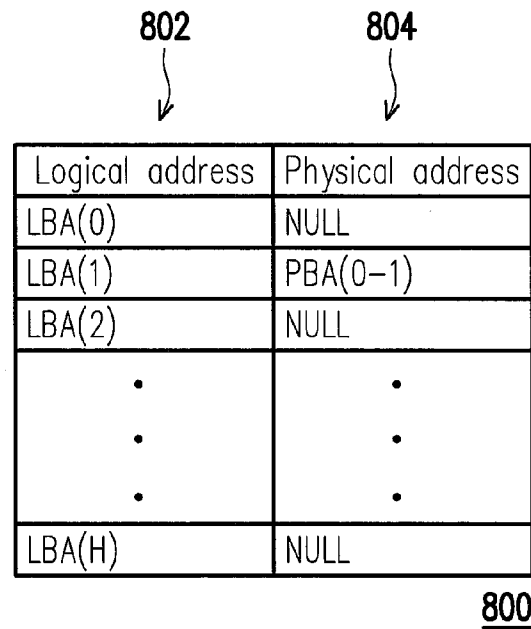 802 804
Logical address Physical address
LBA(0) NULL
LBA(1) PBA(0-1)
LBA(2) NULL
LBA(H) NULL
800